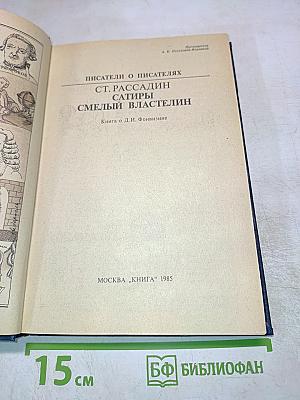 ПИСАТЕЛИ О ПИСАТЕЛЯХ
СТ. РАССАДИН
САТИРЫ
СМЕЛЫЙ ВЛАСТЕЛИН
Книга о Д.И. Фонвизине
МОСКВА „КНИГА" 1985
15 см
БФ БИБЛИОФАН